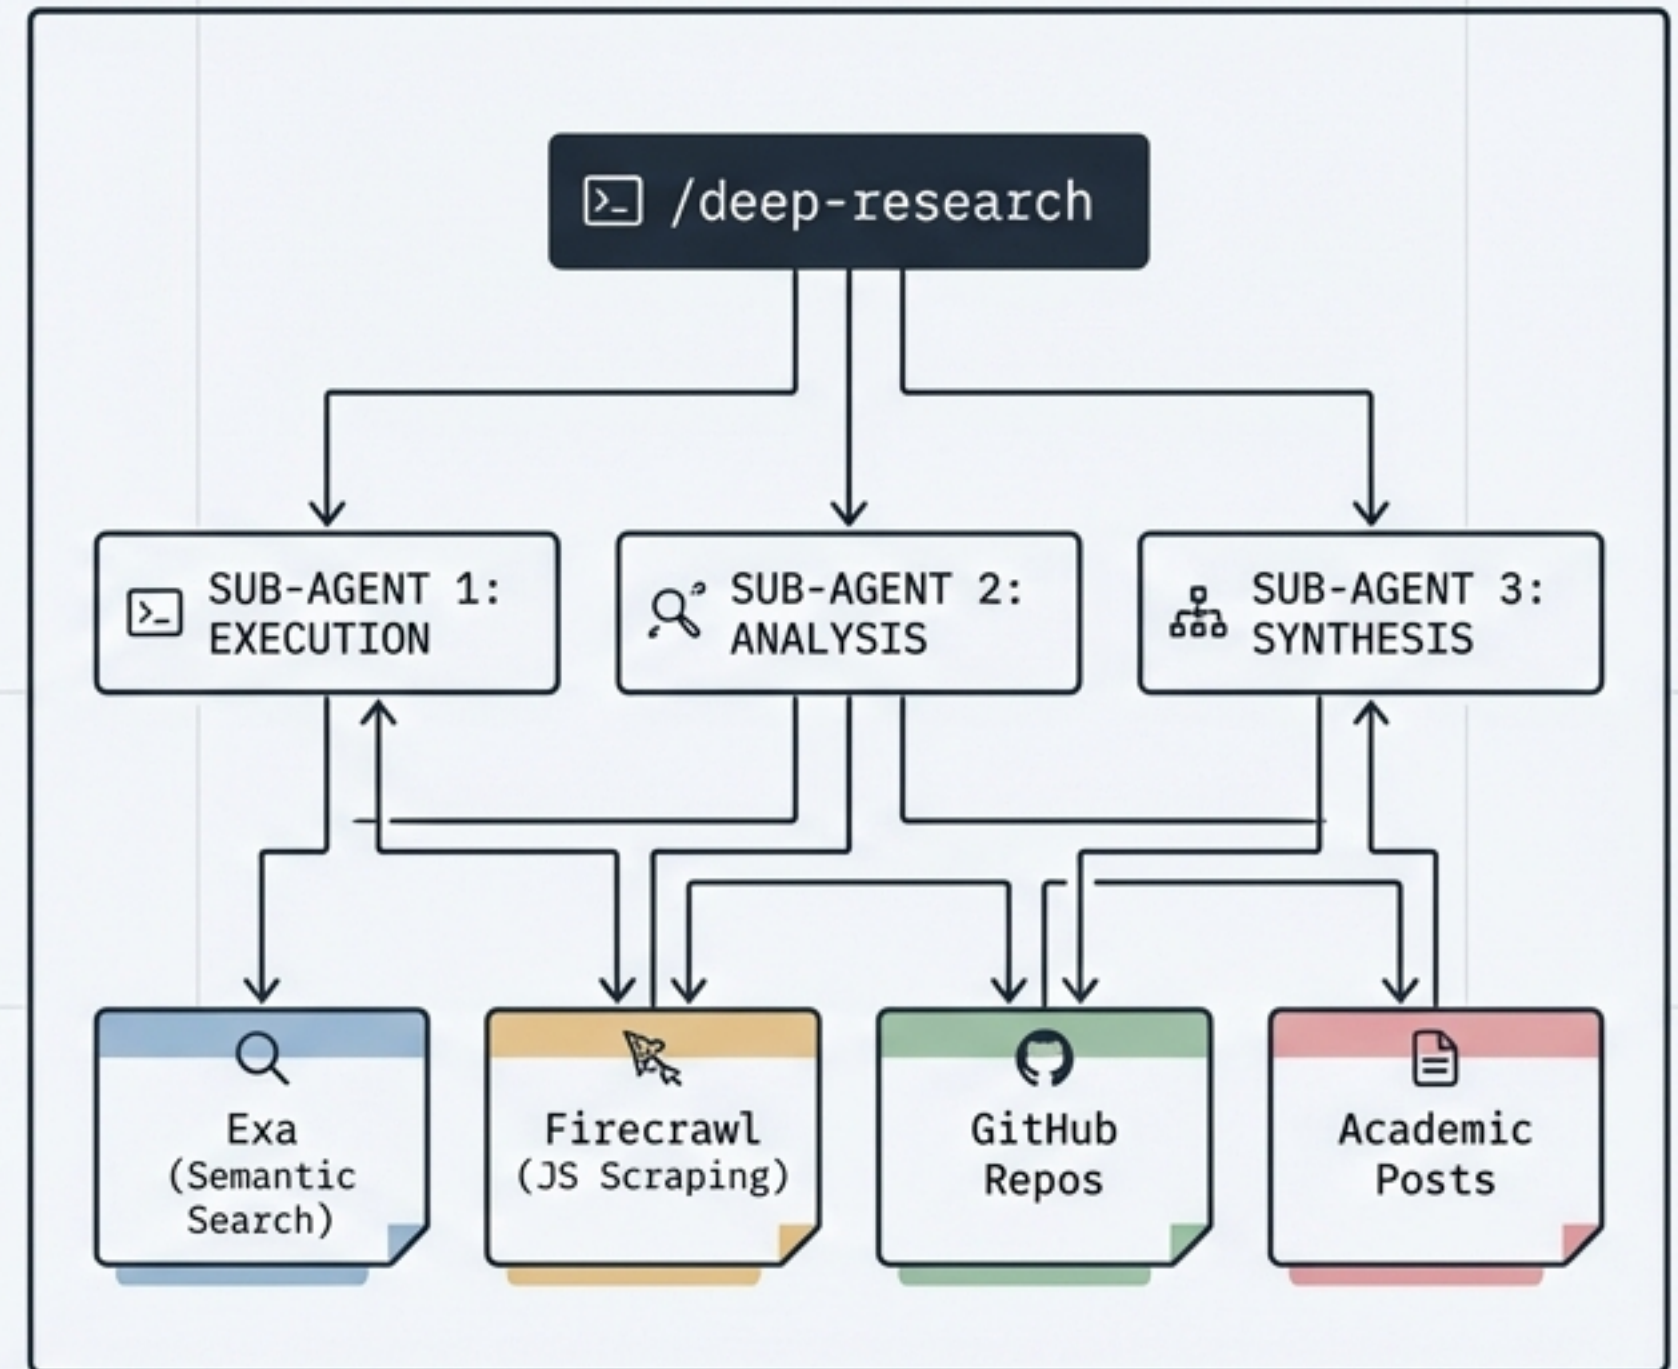 /deep-research
SUB-AGENT 1:
EXECUTION
SUB-AGENT 2:
ANALYSIS
SUB-AGENT 3:
SYNTHESIS
Exa
(Semantic
Search)
Firecrawl
(JS Scraping)
GitHub
Repos
Academic
Posts